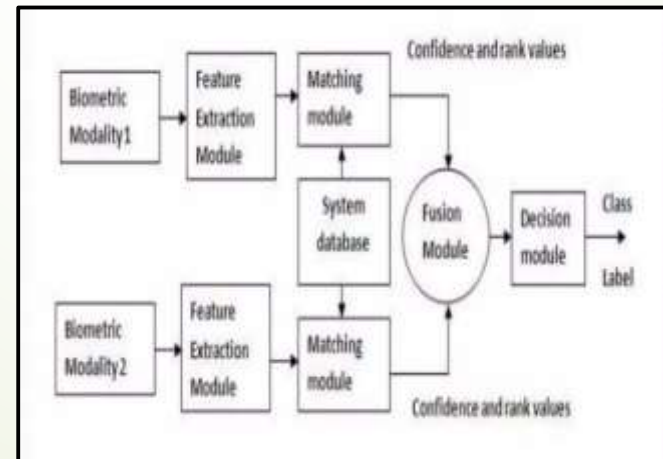 Confidence and rank values
Biometric
Modality1
Feature
Extraction
Module
Matching
module
System
database
Fusion
Module
Decision
module
Class
Label
Biometric
Modality2
Feature
Extraction
Module
Matching
module
Confidence and rank values